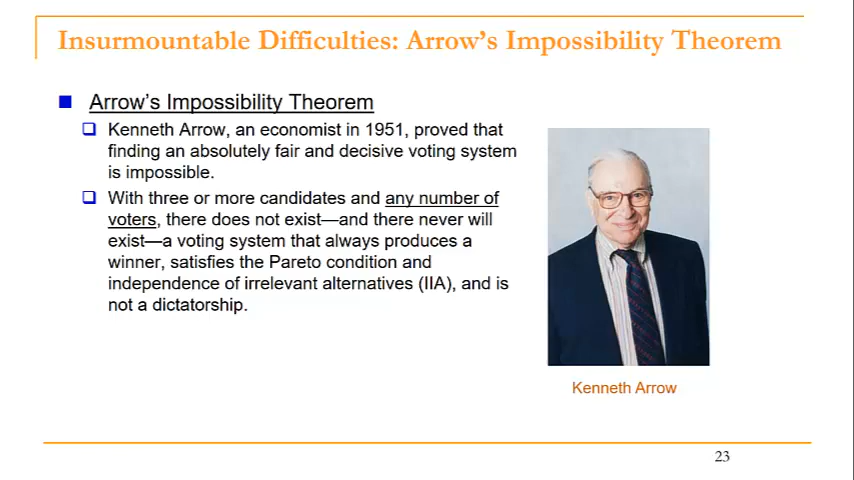 Insurmountable Difficulties: Arrow's Impossibility Theorem
Arrow's Impossibility Theorem
Kenneth Arrow, an economist in 1951, proved that
finding an absolutely fair and decisive voting system
is impossible.
With three or more candidates and any number of
voters, there does not exist—and there never will
exist—a voting system that always produces a
winner, satisfies the Pareto condition and
independence of irrelevant alternatives (IIA), and is
not a dictatorship.
Kenneth Arrow
23